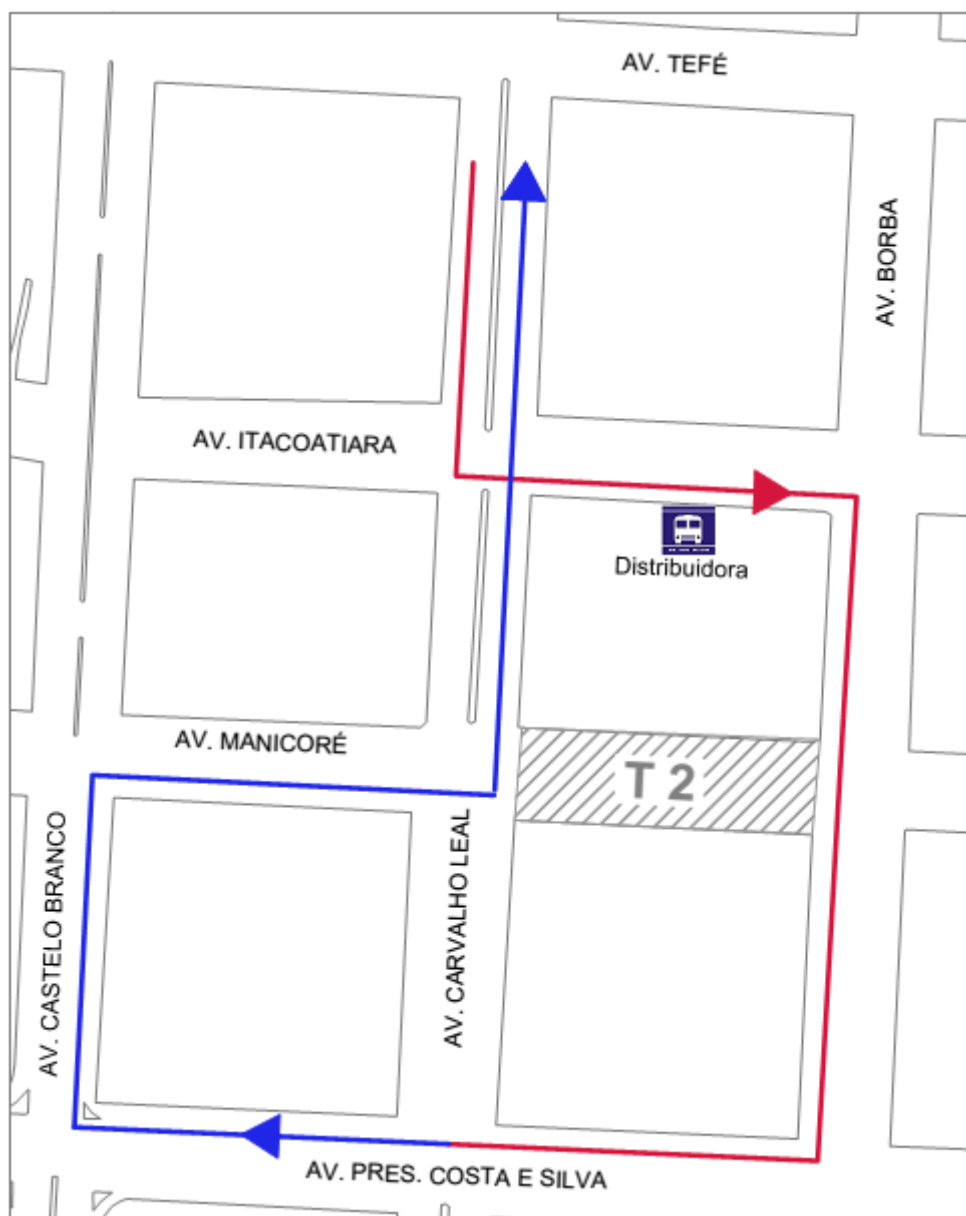 AV. TEFÉ
AV. BORBA
AV. ITACOATIARA
Distribuidora
AV. MANICORÉ
T 2
AV. CASTELO BRANCO
AV. CARVALHO LEAL
AV. PRES. COSTA E SILVA